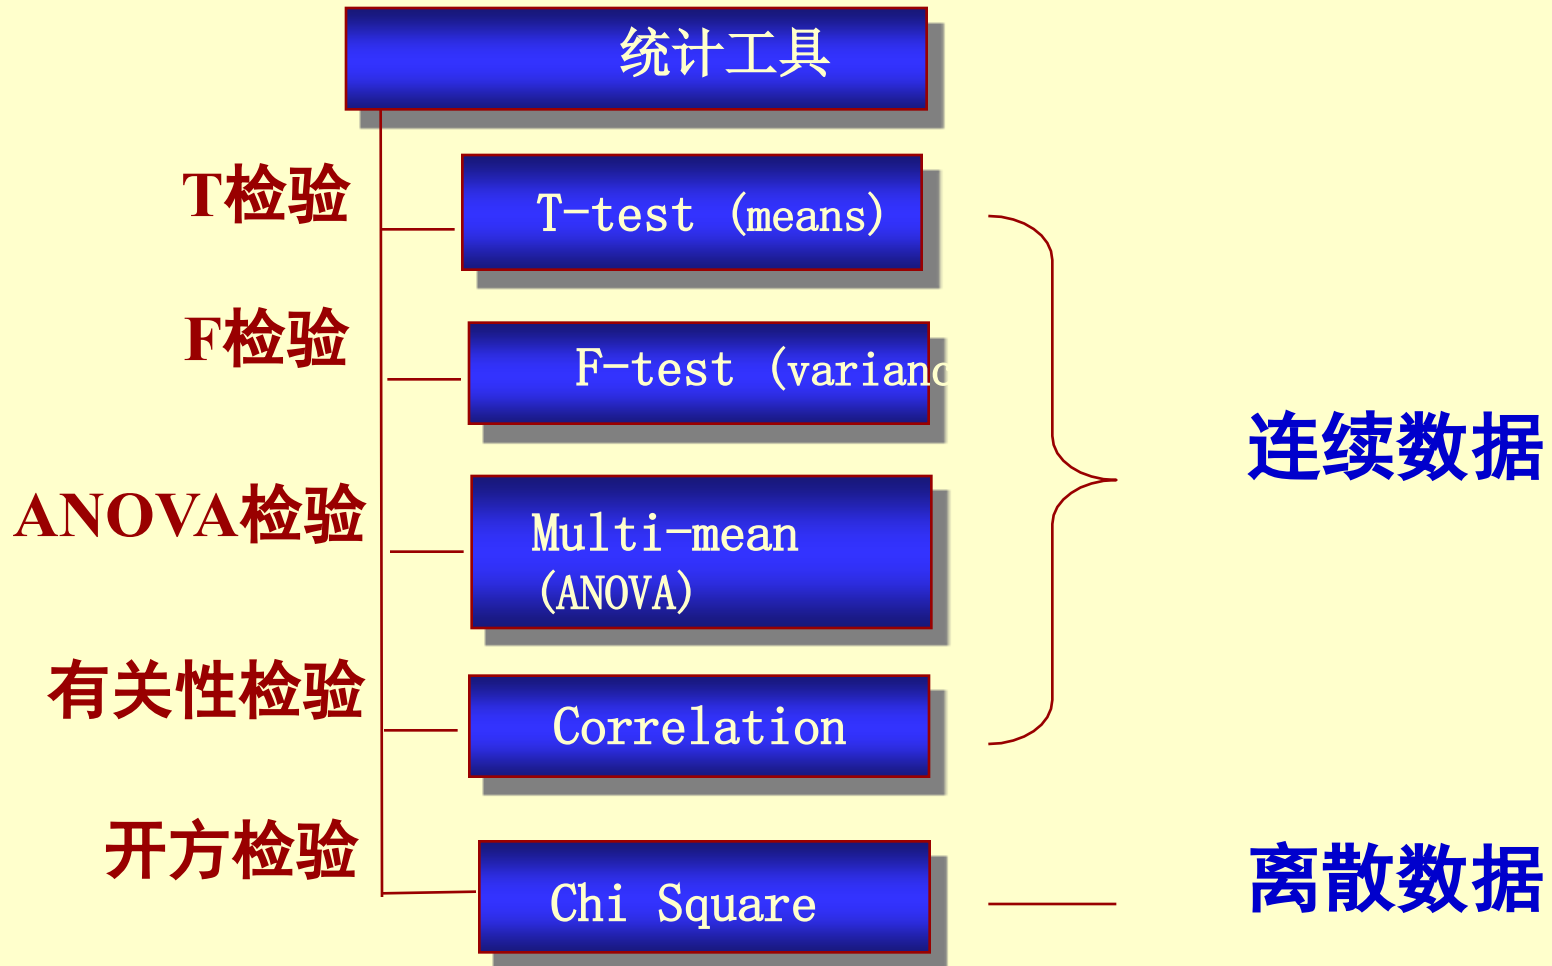 统计工具
T检验
T-test (means)
F检验
F-test (varianc
连续数据
ANOVA检验
Multi-mean
(ANOVA)
有关性检验
Correlation
开方检验
Chi Square
离散数据